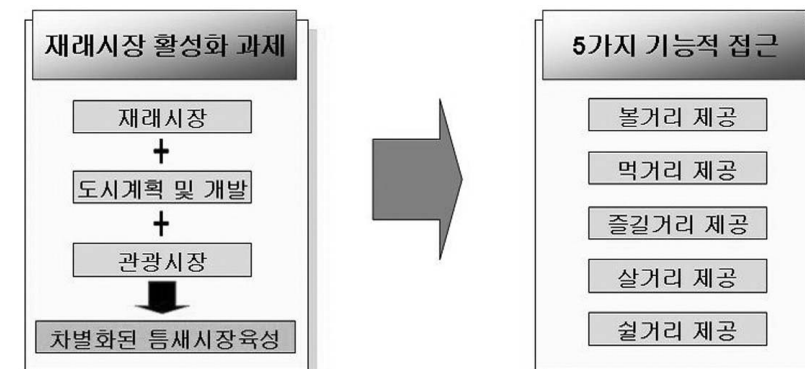 재래시장 활성화 과제
재래시장
+
도시계획 및 개발
+
관광시장
차별화된 틈새시장육성
5가지 기능적 접근
볼거리 제공
먹거리 제공
즐길거리 제공
살거리 제공
쉴거리 제공